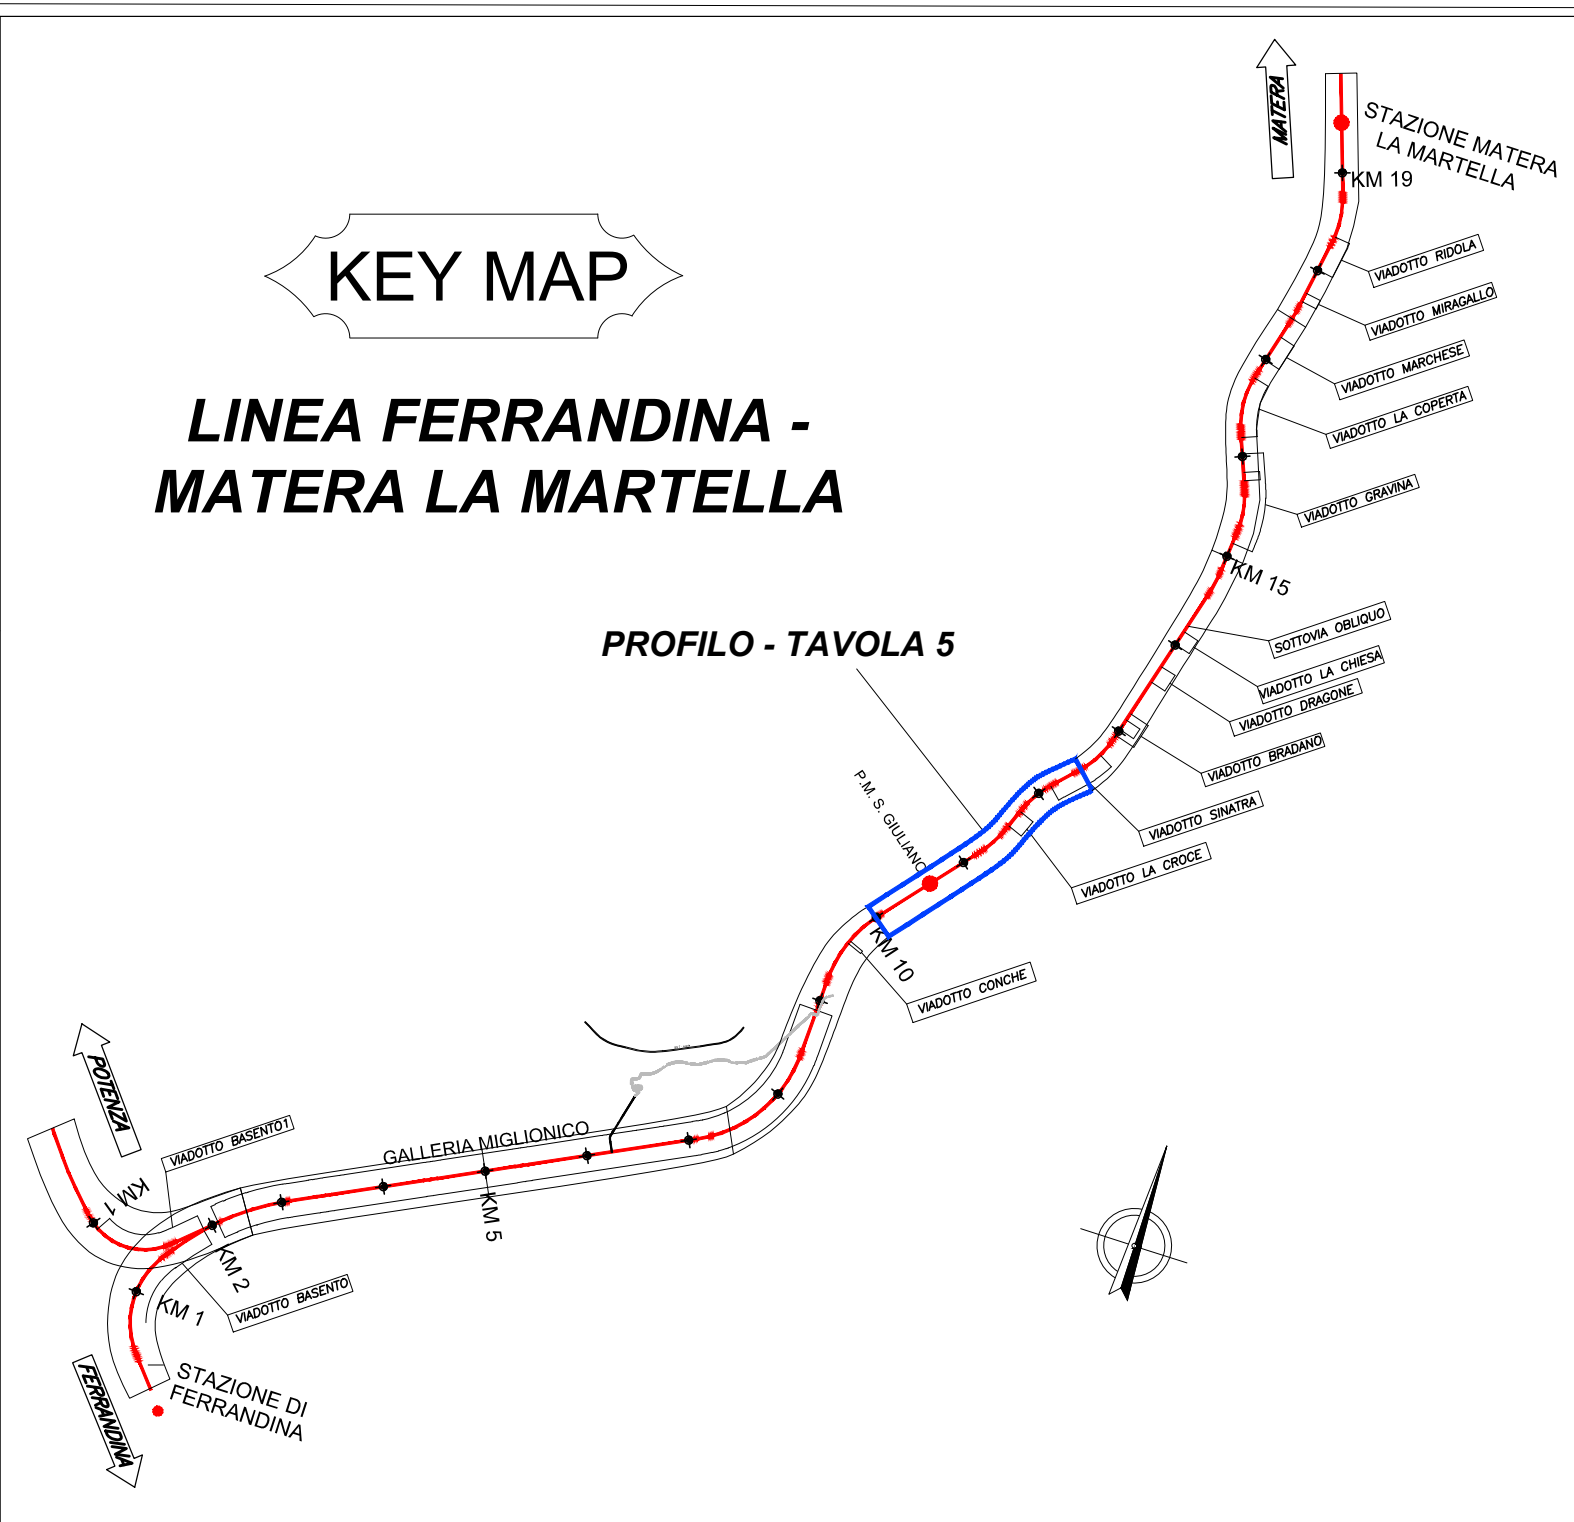 MATERA
STAZIONE MATERA
LA MARTELLA
KM 19
KEY MAP
VIADOTTO RIDOLA
VIADOTTO MIRAGALLO
VIADOTTO MARCHESE
VIADOTTO LA COPERTA
LINEA FERRANDINA -
MATERA LA MARTELLA
VIADOTTO GRAVINA
KM 15
PROFILO - TAVOLA 5
SOTTOVIA OBLIQUO
VIADOTTO LA CHIESA
VIADOTTO DRAGONE
VIADOTTO BRADANO
P.M. S. GIULIANO
VIADOTTO SINATRA
VIADOTTO LA CROCE
KM 10
VIADOTTO CONCHE
POTENZA
VIADOTTO BASENTO1
GALLERIA MIGLIONICO
KM 1
KM 5
KM 2
VIADOTTO BASENTO
KM 1
STAZIONE DI
FERRANDINA
FERRANDINA